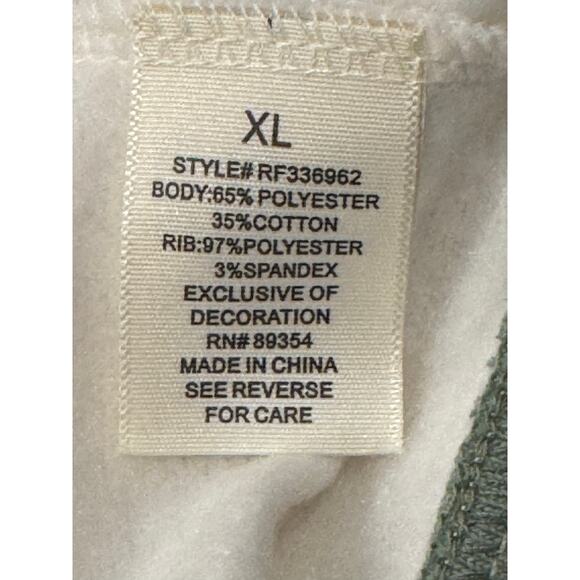 XL
STYLE# RF336962
BODY:65% POLYESTER
35%COTTON
RIB:97%POLYESTER
3%SPANDEX
EXCLUSIVE OF
DECORATION
RN# 89354
MADE IN CHINA
SEE REVERSE
FOR CARE